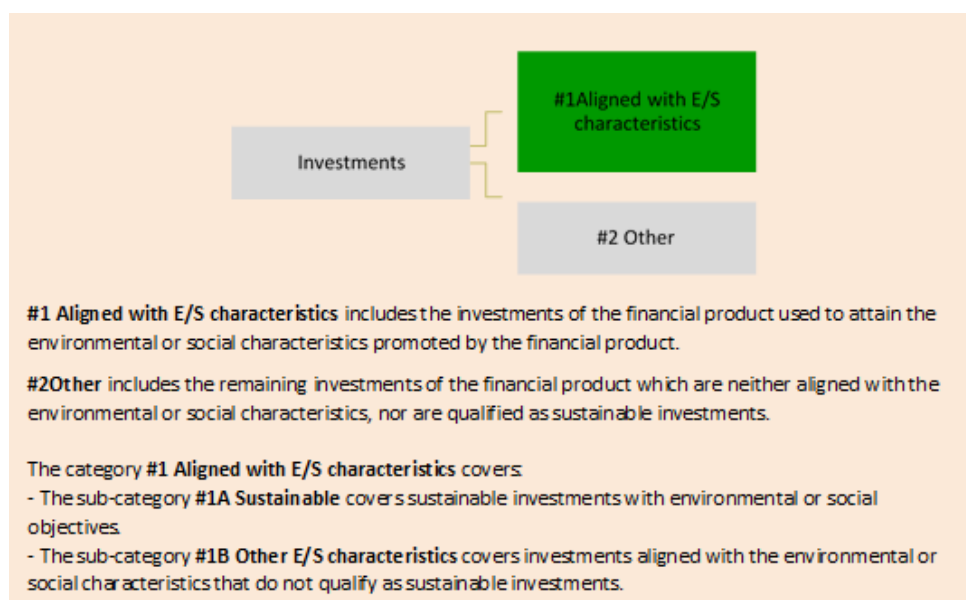 #1Aligned with E/S
characteristics
Investments
#2 Other
#1 Aligned with E/S characteristics includes the investments of the financial product used to attain the
environmental or social characteristics promoted by the financial product.
#2Other includes the remaining investments of the financial product which are neither aligned with the
environmental or social characteristics, nor are qualified as sustainable investments.
The category #1 Aligned with E/S characteristics covers:
- The sub-category #1A Sustainable covers sustainable investments with environmental or social
objectives.
- The sub-category #1B Other E/S characteristics covers investments aligned with the environmental or
social characteristics that do not qualify as sustainable investments.